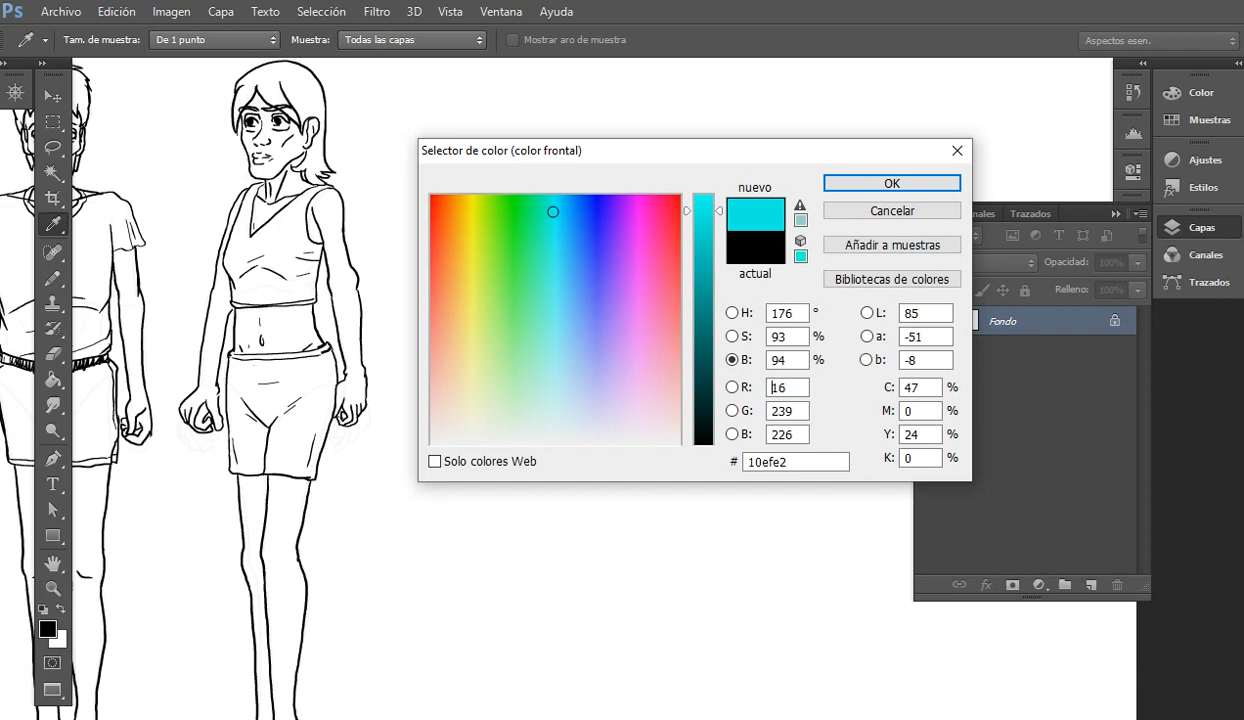 Ps Archivo Edición Imagen Capa Texto Selección Filtro 3D Vista Ventana Ayuda
Tam. de muestra: De 1 punto Muestra: Todas las capas Mostrar aro de muestra Aspectos esen.
Color
Muestras
Ajustes
Estilos
Capas
Canales
Trazados
Selector de color (color frontal)
nuevo
actual
OK
Cancelar
Añadir a muestras
Bibliotecas de colores
H: 176 °
S: 93 %
B: 94 %
R: 16
G: 239
B: 226
# 10efe2
L: 85
a: -51
b: -8
C: 47 %
M: 0 %
Y: 24 %
K: 0 %
Solo colores Web
nales Trazados
Opacidad: 100%
Relleno: 100%
Fondo
fx
T